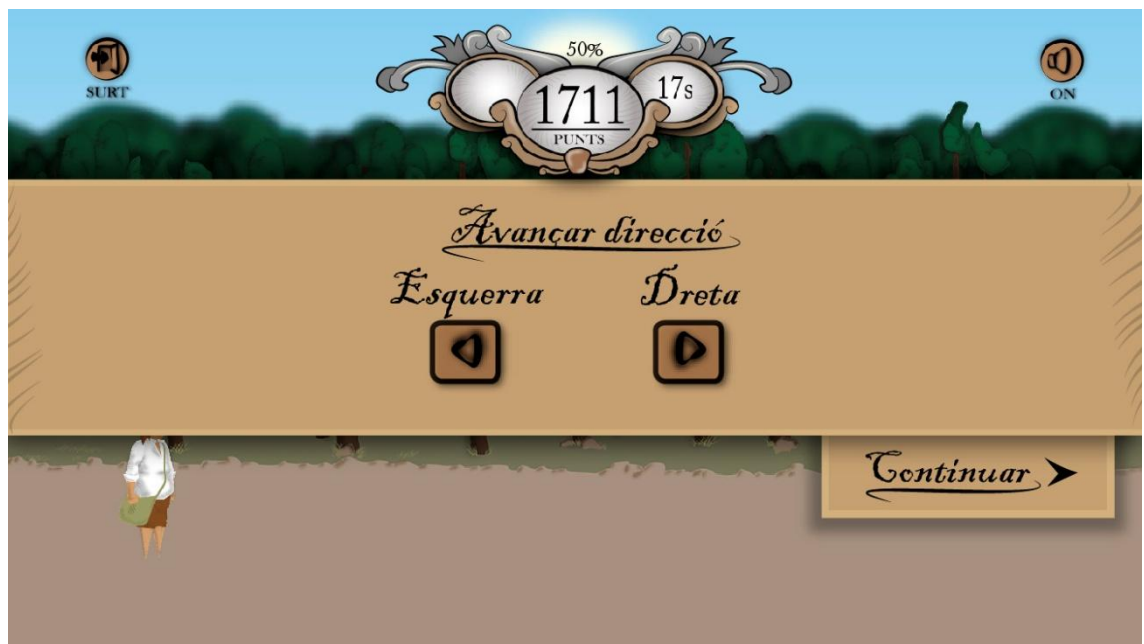 50%
1711
PUNTS
17s
SURT
ON
Avançar direcció
Esquerra
Dreta
Continuar